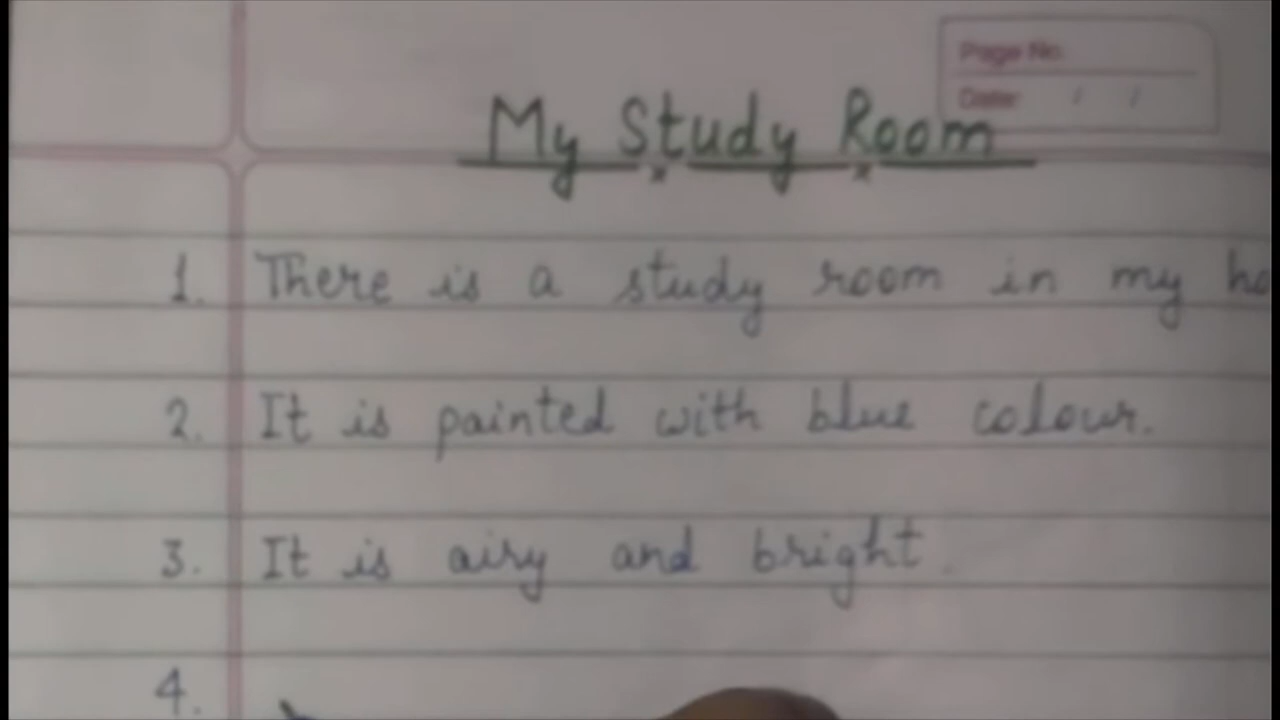 Page No.
Date / /
My Study Room
1. There is a study room in my ho
2. It is painted with blue colour.
3. It is airy and bright.
4.